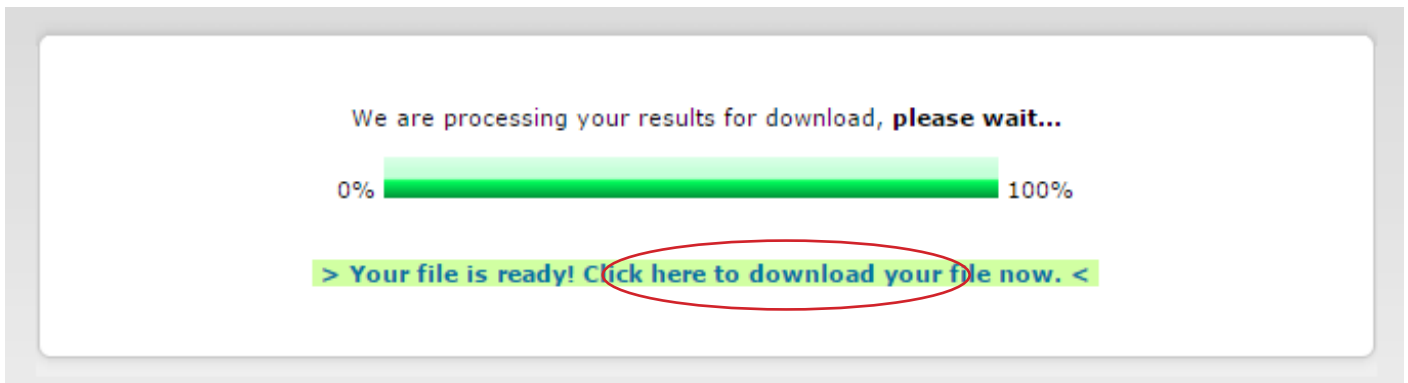 We are processing your results for download, please wait...
0% 100%
> Your file is ready! Click here to download your file now. <